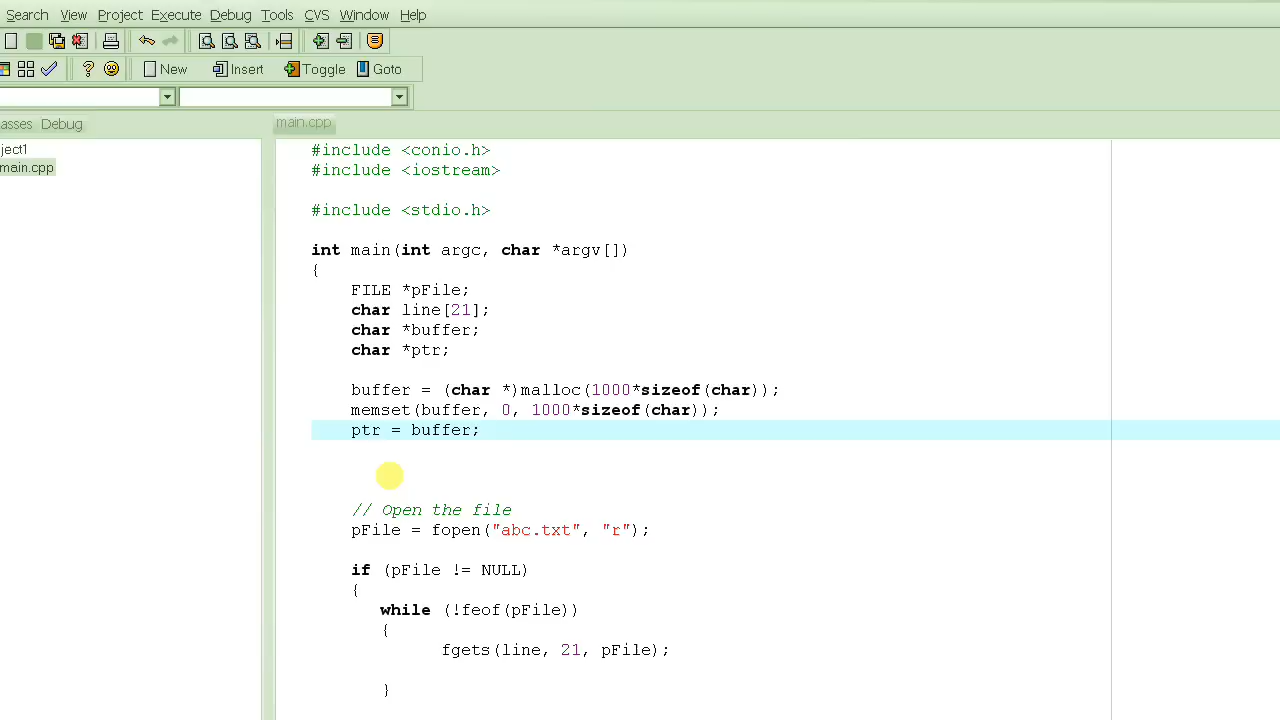 Search View Project Execute Debug Tools CVS Window Help
New Insert Toggle Goto
asses Debug
main.cpp
ject1
main.cpp
#include <conio.h>
#include <iostream>
#include <stdio.h>
int main(int argc, char *argv[])
{
FILE *pFile;
char line[21];
char *buffer;
char *ptr;
buffer = (char *)malloc(1000*sizeof(char));
memset(buffer, 0, 1000*sizeof(char));
ptr = buffer;
// Open the file
pFile = fopen("abc.txt", "r");
if (pFile != NULL)
{
while (!feof(pFile))
{
fgets(line, 21, pFile);
}